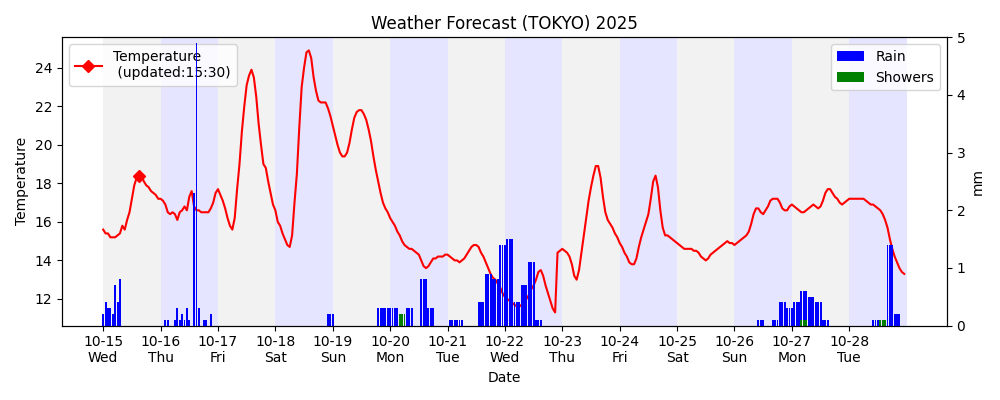 Weather Forecast (TOKYO) 2025
Temperature
(updated:15:30)
Rain
Showers
24
22
20
18
16
14
12
Temperature
5
4
3
2
1
0
mm
10-15 10-16 10-17 10-18 10-19 10-20 10-21 10-22 10-23 10-24 10-25 10-26 10-27 10-28
Wed Thu Fri Sat Sun Mon Tue Wed Thu Fri Sat Sun Mon Tue
Date